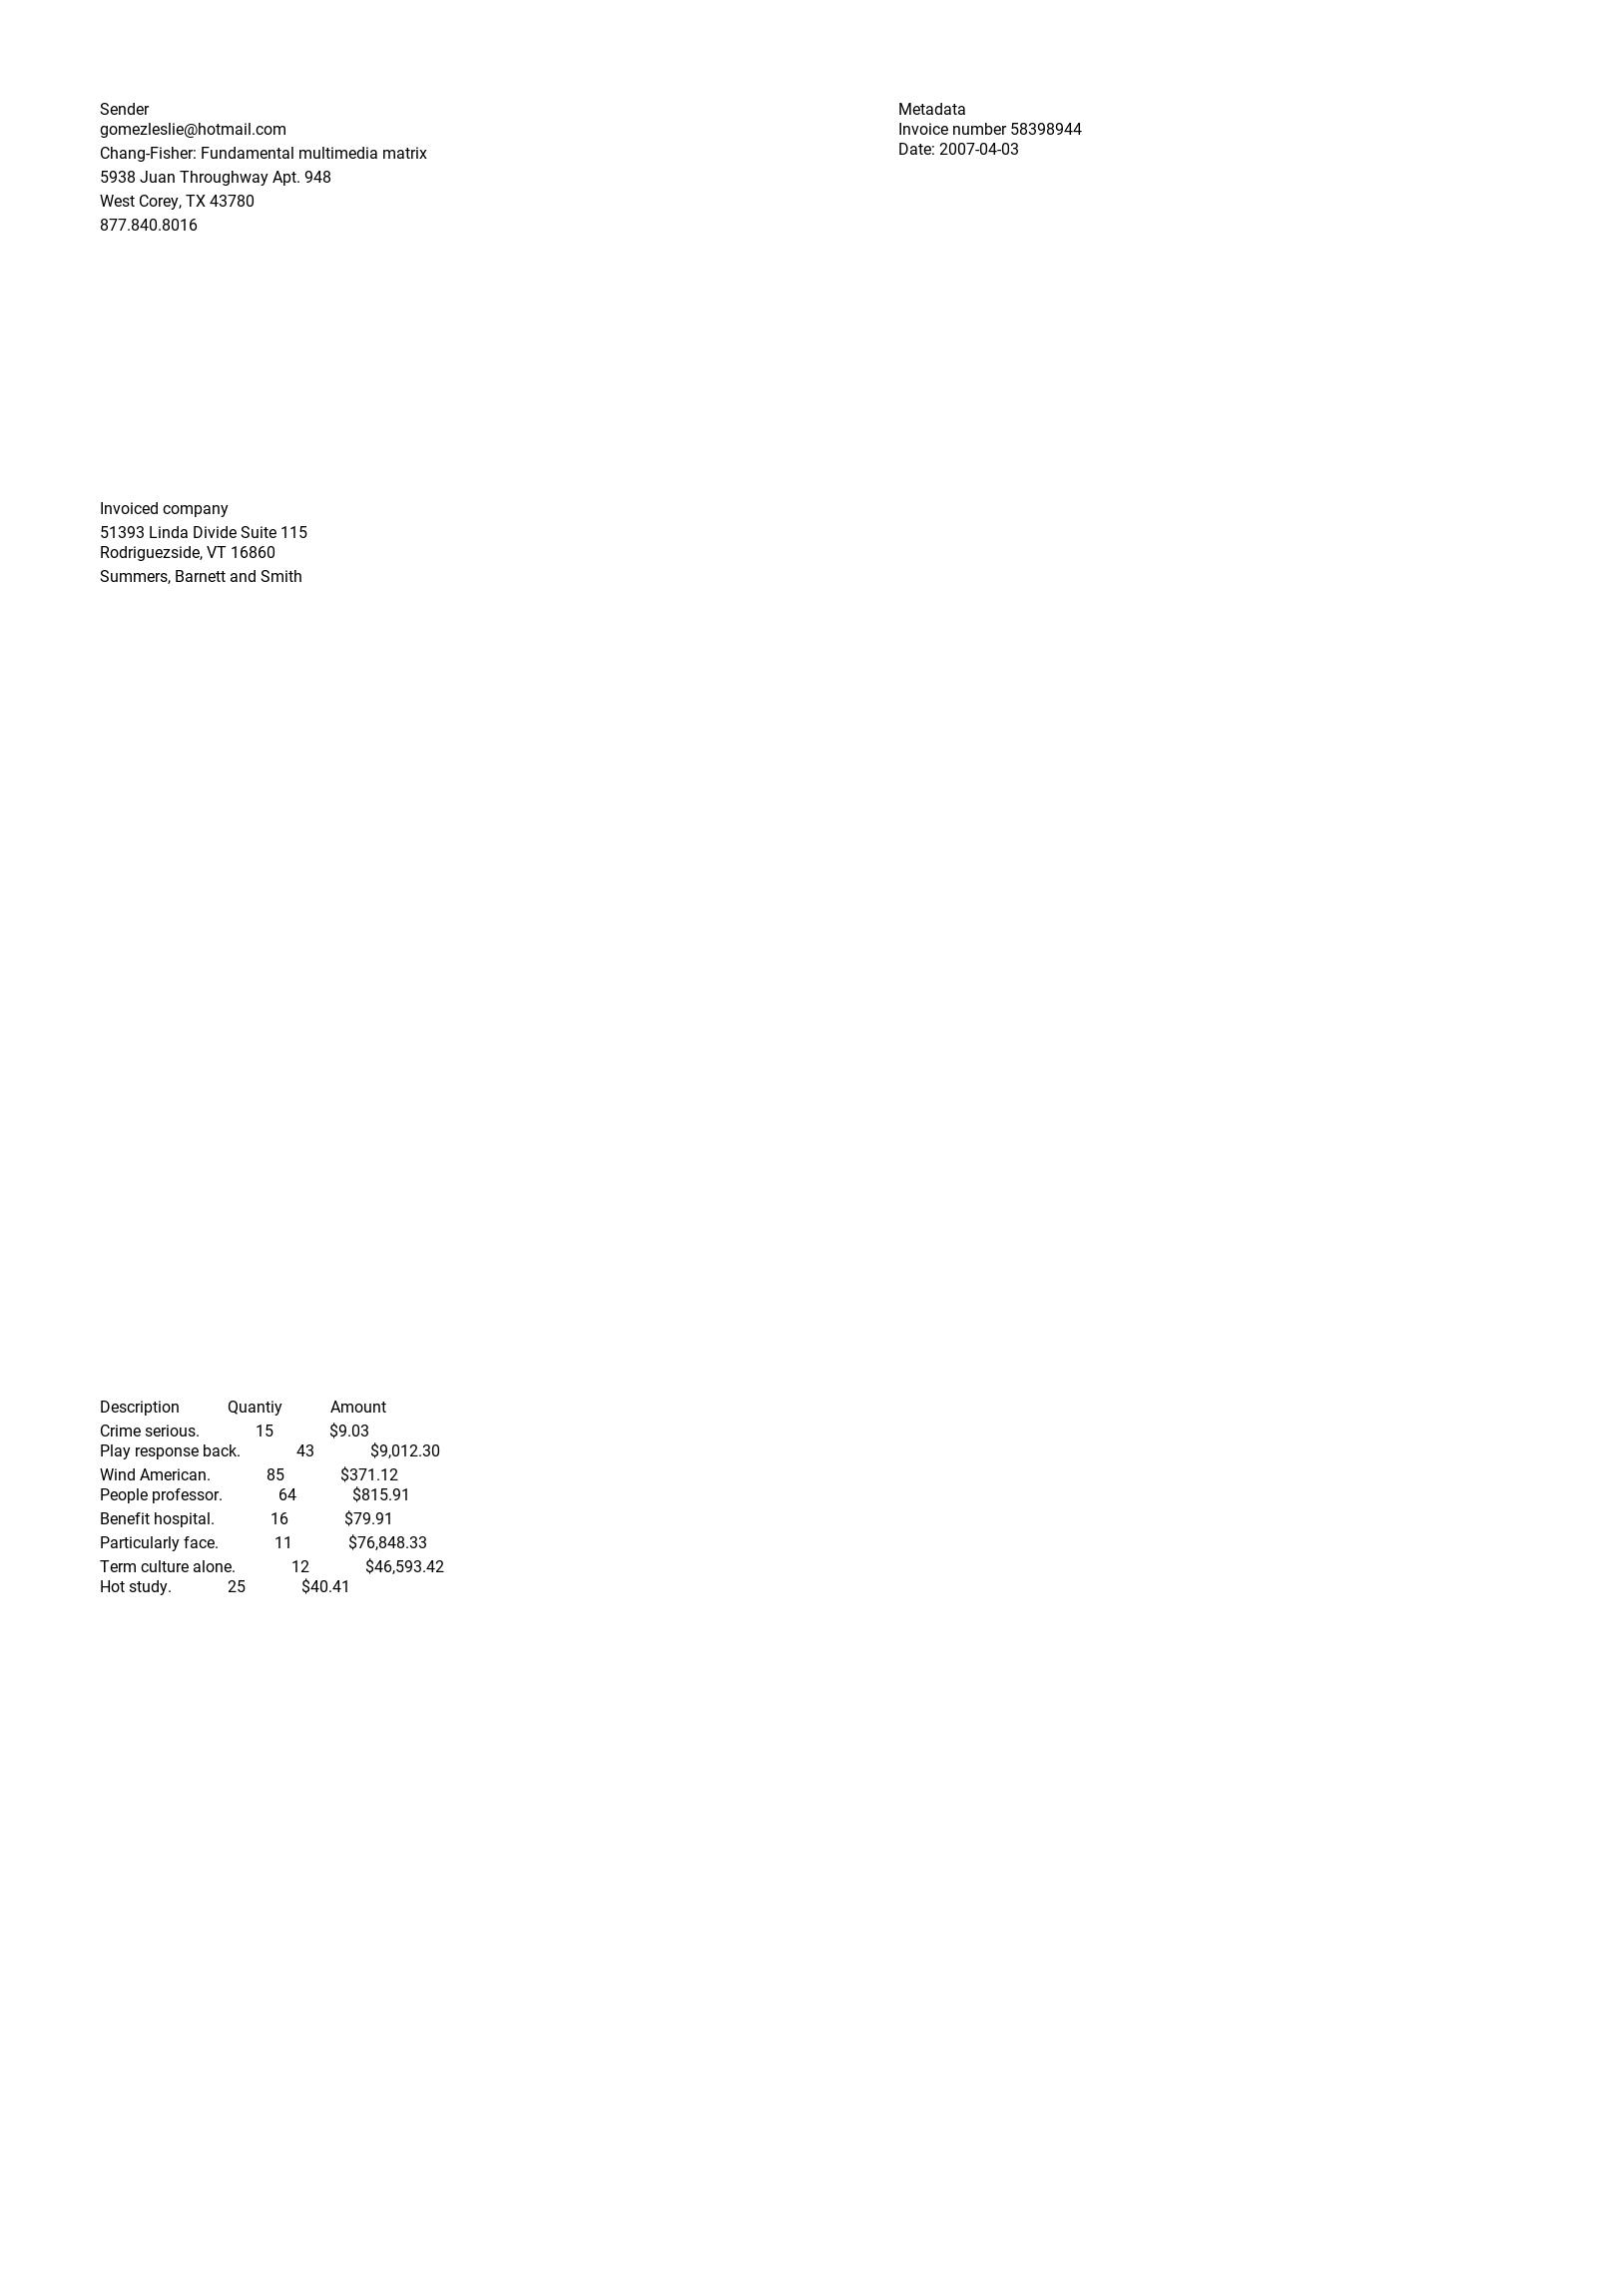 Sender
gomezleslie@hotmail.com
Chang-Fisher: Fundamental multimedia matrix
5938 Juan Throughway Apt. 948
West Corey, TX 43780
877.840.8016
Metadata
Invoice number 58398944
Date: 2007-04-03
Invoiced company
51393 Linda Divide Suite 115
Rodriguezside, VT 16860
Summers, Barnett and Smith
Description Quantiy Amount
Crime serious. 15 $9.03
Play response back. 43 $9,012.30
Wind American. 85 $371.12
People professor. 64 $815.91
Benefit hospital. 16 $79.91
Particularly face. 11 $76,848.33
Term culture alone. 12 $46,593.42
Hot study. 25 $40.41